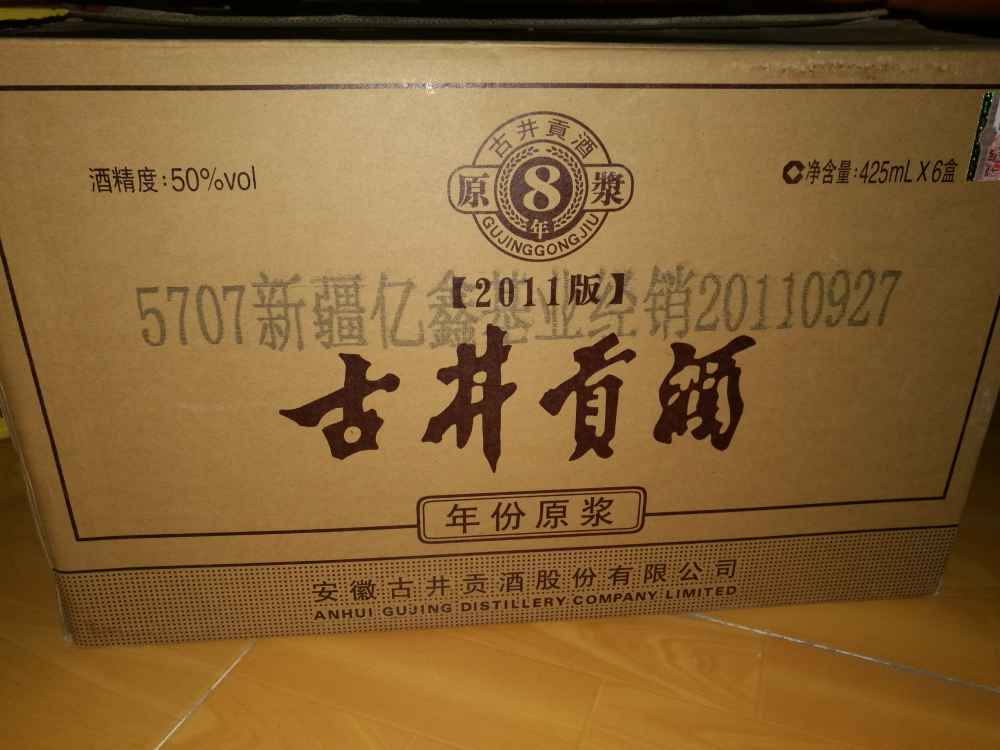 古井貢酒
原8漿
年
GUJINGGONGJIU
酒精度:50%vol
净含量:425mL X 6盒
【2011版】
5707新疆亿鑫基业经销20110927
古井贡酒
年份原浆
安徽古井贡酒股份有限公司
ANHUI GUJING DISTILLERY COMPANY LIMITED